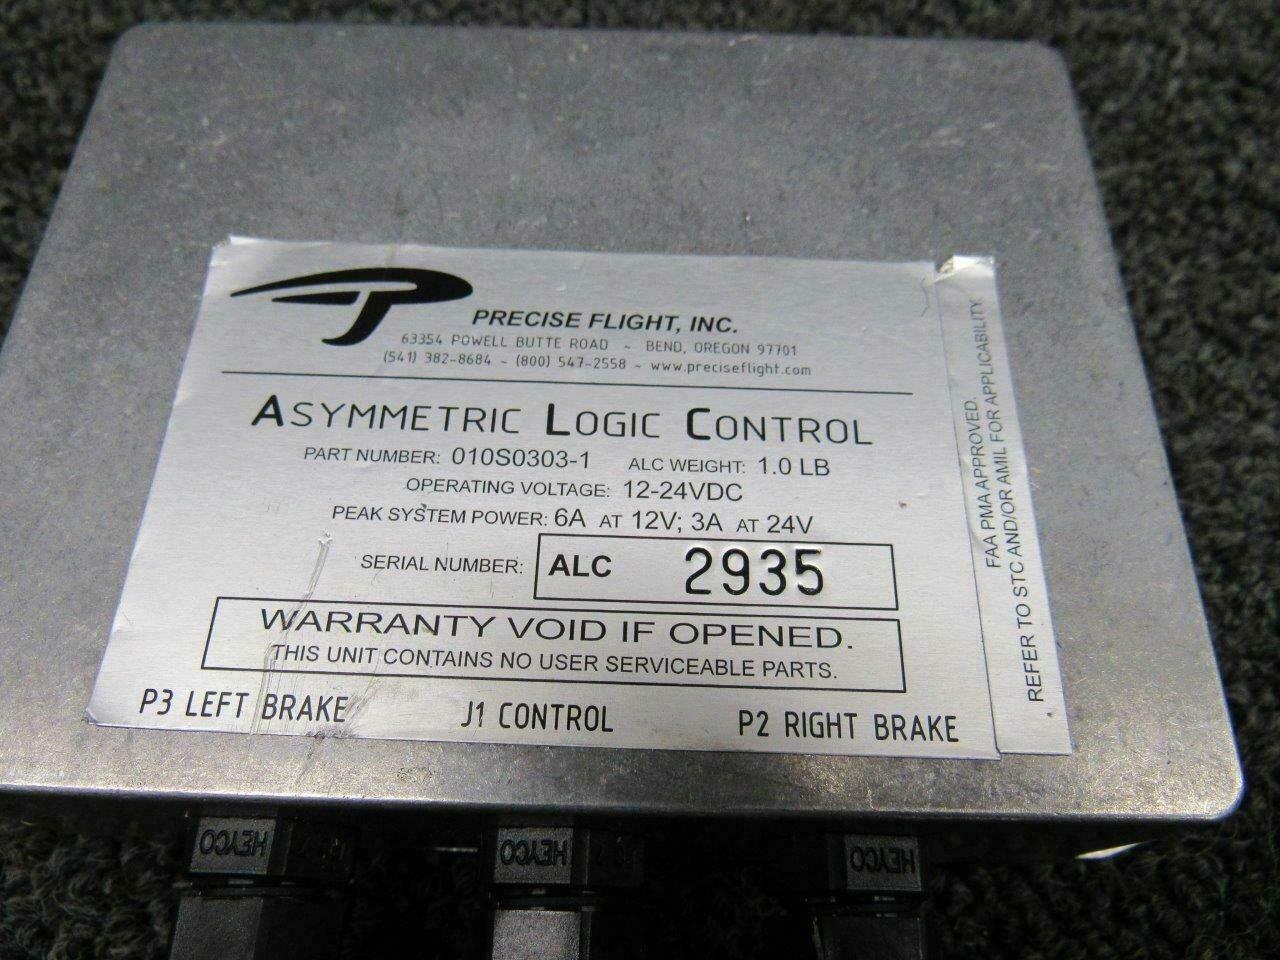 PRECISE FLIGHT, INC.
63354 POWELL BUTTE ROAD ~ BEND, OREGON 97701
(541) 382-8684 ~ (800) 547-2558 ~ www.preciseflight.com
ASYMMETRIC LOGIC CONTROL
PART NUMBER: 010S0303-1 ALC WEIGHT: 1.0 LB
OPERATING VOLTAGE: 12-24VDC
PEAK SYSTEM POWER: 6A AT 12V; 3A AT 24V
SERIAL NUMBER: ALC 2935
WARRANTY VOID IF OPENED.
THIS UNIT CONTAINS NO USER SERVICEABLE PARTS.
P3 LEFT BRAKE J1 CONTROL P2 RIGHT BRAKE
FAA PMA APPROVED.
REFER TO STC AND/OR AMIL FOR APPLICABILITY
HEYCO
HEYCO
HEYCO